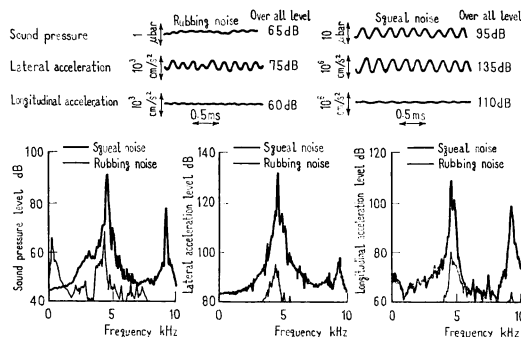 Rubbing noise Over all level Squeal noise Over all level
Sound pressure 1 μbar 65dB 10 μbar 95dB
Lateral acceleration 10³ cm/s² 75dB 10⁶ cm/s² 135dB
Longitudinal acceleration 10³ cm/s² 60dB cm/s² 110dB
0.5ms 0.5ms
Squeal noise
Rubbing noise
Sound pressure level dB
100
80
60
40
0 5 10
Frequency kHz
Squeal noise
Rubbing noise
Lateral acceleration level dB
140
120
100
80
0 5 10
Frequency kHz
Squeal noise
Rubbing noise
Longitudinal acceleration level dB
120
100
80
60
0 5 10
Frequency kHz